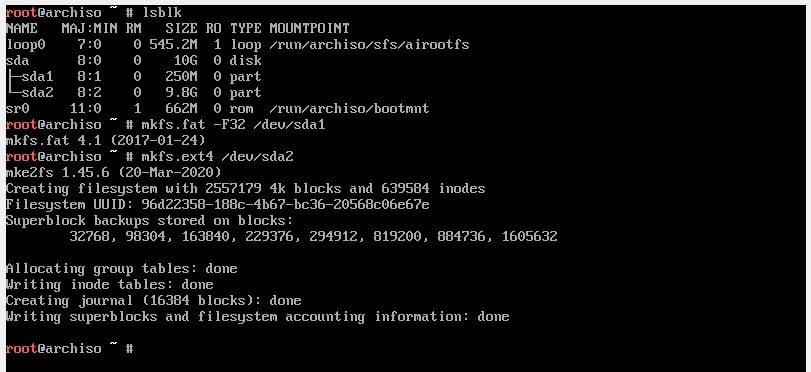 root@archiso ~ # lsblk
NAME   MAJ:MIN RM   SIZE RO TYPE MOUNTPOINT
loop0    7:0    0 545.2M  1 loop /run/archiso/sfs/airootfs
sda      8:0    0    10G  0 disk
├─sda1   8:1    0   250M  0 part
└─sda2   8:2    0   9.8G  0 part
sr0     11:0    1   662M  0 rom  /run/archiso/bootmnt
root@archiso ~ # mkfs.fat -F32 /dev/sda1
mkfs.fat 4.1 (2017-01-24)
root@archiso ~ # mkfs.ext4 /dev/sda2
mke2fs 1.45.6 (20-Mar-2020)
Creating filesystem with 2557179 4k blocks and 639584 inodes
Filesystem UUID: 96d22358-188c-4b67-bc36-20568c06e67e
Superblock backups stored on blocks:
        32768, 98304, 163840, 229376, 294912, 819200, 884736, 1605632

Allocating group tables: done
Writing inode tables: done
Creating journal (16384 blocks): done
Writing superblocks and filesystem accounting information: done

root@archiso ~ #